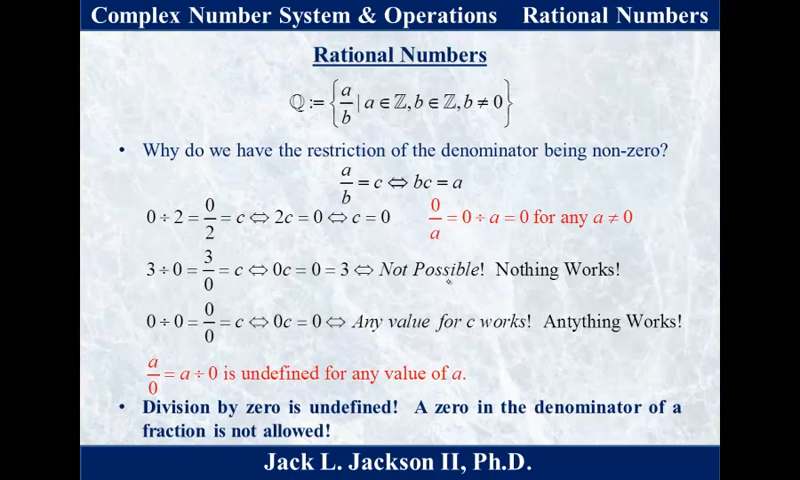 Complex Number System & Operations Rational Numbers
Rational Numbers
ℚ := { a/b | a ∈ ℤ, b ∈ ℤ, b ≠ 0 }
• Why do we have the restriction of the denominator being non-zero?
a/b = c ⇔ bc = a
0 ÷ 2 = 0/2 = c ⇔ 2c = 0 ⇔ c = 0 0/a = 0 ÷ a = 0 for any a ≠ 0
3 ÷ 0 = 3/0 = c ⇔ 0c = 0 = 3 ⇔ Not Possible! Nothing Works!
0 ÷ 0 = 0/0 = c ⇔ 0c = 0 ⇔ Any value for c works! Antything Works!
a/0 = a ÷ 0 is undefined for any value of a.
• Division by zero is undefined! A zero in the denominator of a
fraction is not allowed!
Jack L. Jackson II, Ph.D.